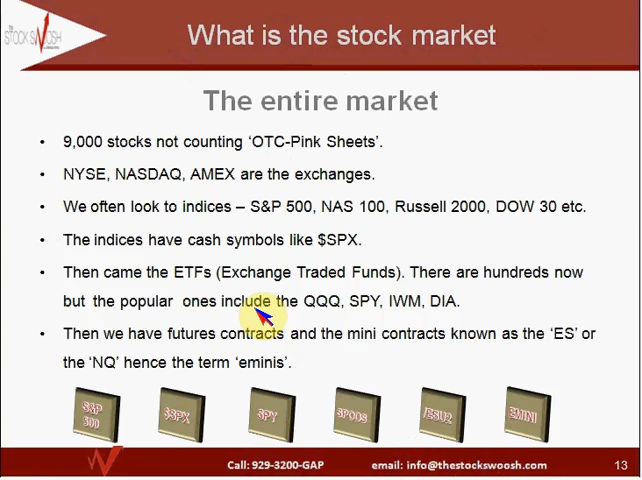 THE
STOCKSWOOSH
What is the stock market
The entire market
• 9,000 stocks not counting ‘OTC-Pink Sheets’.
• NYSE, NASDAQ, AMEX are the exchanges.
• We often look to indices – S&P 500, NAS 100, Russell 2000, DOW 30 etc.
• The indices have cash symbols like $SPX.
• Then came the ETFs (Exchange Traded Funds). There are hundreds now
but the popular ones include the QQQ, SPY, IWM, DIA.
• Then we have futures contracts and the mini contracts known as the ‘ES’ or
the ‘NQ’ hence the term ‘eminis’.
S&P
500
$SPX
SPY
SPOOS
/ESU2
EMINI
Call: 929-3200-GAP email: info@thestockswoosh.com 13